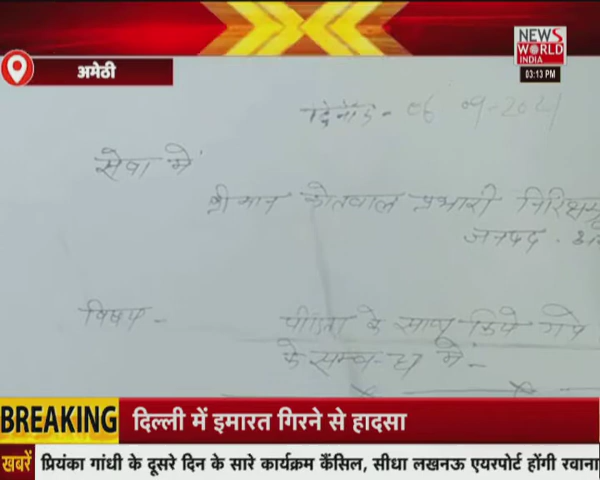 NEWS
WORLD
INDIA
03:13 PM
अमेठी
दिनाँक - 06 09-2021
सेवा में
श्रीमान कोतवाल प्रभारी
जनपद
विषय -
पीड़िता के साथ किये गये
के सम्बन्ध में -
BREAKING
दिल्ली में इमारत गिरने से हादसा
खबरें
प्रियंका गांधी के दूसरे दिन के सारे कार्यक्रम कैंसिल, सीधा लखनऊ एयरपोर्ट होंगी रवाना